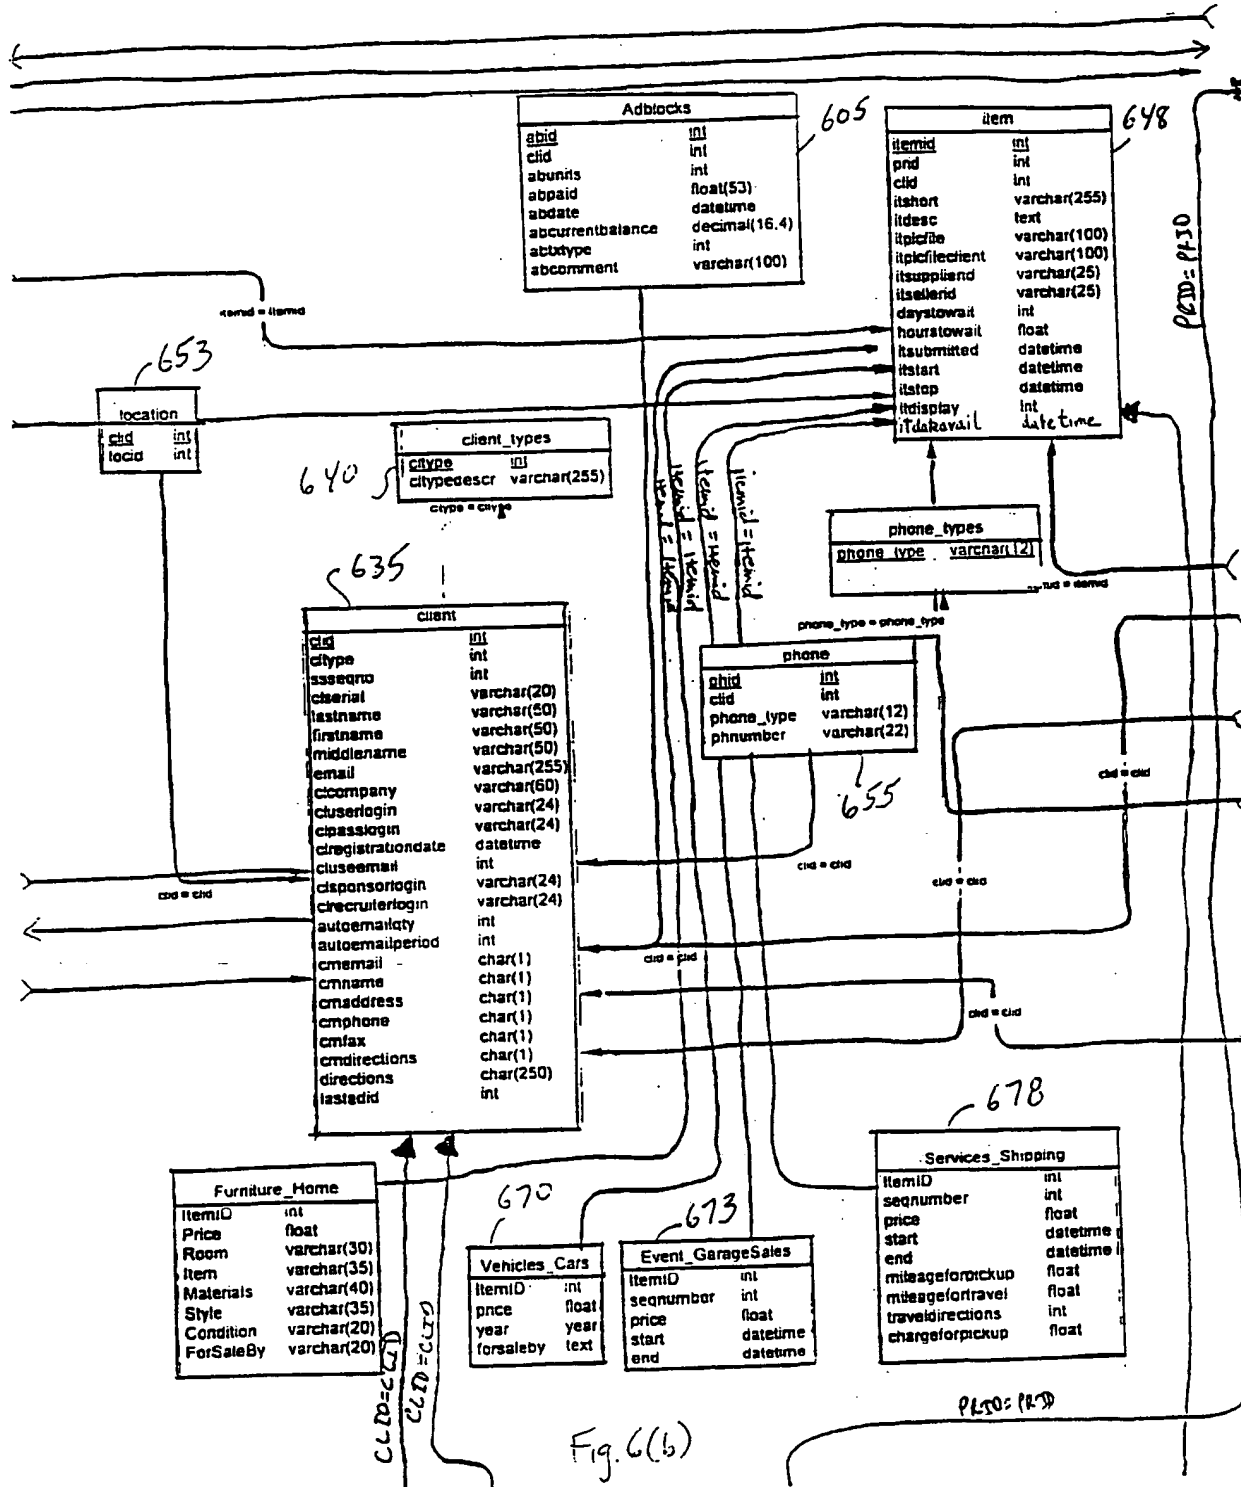 Adblocks
605
abid int
clid int
abunits int
abpaid float(53)
abdate datetime
abcurrentbalance decimal(16.4)
abtxtype int
abcomment varchar(100)
item
648
itemid int
prid int
clid int
itshort varchar(255)
itdesc text
itpicfile varchar(100)
itpicfileclient varchar(100)
itsupplierid varchar(25)
itsellerid varchar(25)
daystowait int
hourstowait float
itsubmitted datetime
itstart datetime
itstop datetime
itdisplay int
itdateavail datetime
PRID=PRID
itemid = itemid
653
location
clid int
locid int
client_types
640
cltype int
cltypedescr varchar(255)
cltype = cltype
itemid = itemid
itemid = itemid
itemid = itemid
itemid = itemid
phone_types
phone_type varchar(12)
itemid = itemid
phone_type = phone_type
635
client
clid int
cltype int
ssseqno int
clserial varchar(20)
lastname varchar(50)
firstname varchar(50)
middlename varchar(50)
email varchar(255)
clcompany varchar(60)
cluserlogin varchar(24)
clpasslogin varchar(24)
clregistrationdate datetime
cluseemail int
clsponsorlogin varchar(24)
clrecruiterlogin varchar(24)
autoemailqty int
autoemailperiod int
cmemail char(1)
cmname char(1)
cmaddress char(1)
cmphone char(1)
cmfax char(1)
cmdirections char(1)
directions char(250)
lastadid int
phone
phid int
clid int
phone_type varchar(12)
phnumber varchar(22)
655
clid = clid
clid = clid
clid = clid
clid = clid
clid = clid
clid = clid
678
Services_Shipping
ItemID int
seqnumber int
price float
start datetime
end datetime
mileageforpickup float
mileagefortravel float
traveldirections int
chargeforpickup float
Furniture_Home
ItemID int
Price float
Room varchar(30)
Item varchar(35)
Materials varchar(40)
Style varchar(35)
Condition varchar(20)
ForSaleBy varchar(20)
670
Vehicles_Cars
ItemID int
price float
year year
forsaleby text
673
Event_GarageSales
ItemID int
seqnumber int
price float
start datetime
end datetime
CLID=CLID
CLID=CLID
PRID=PRID
Fig. 6(b)